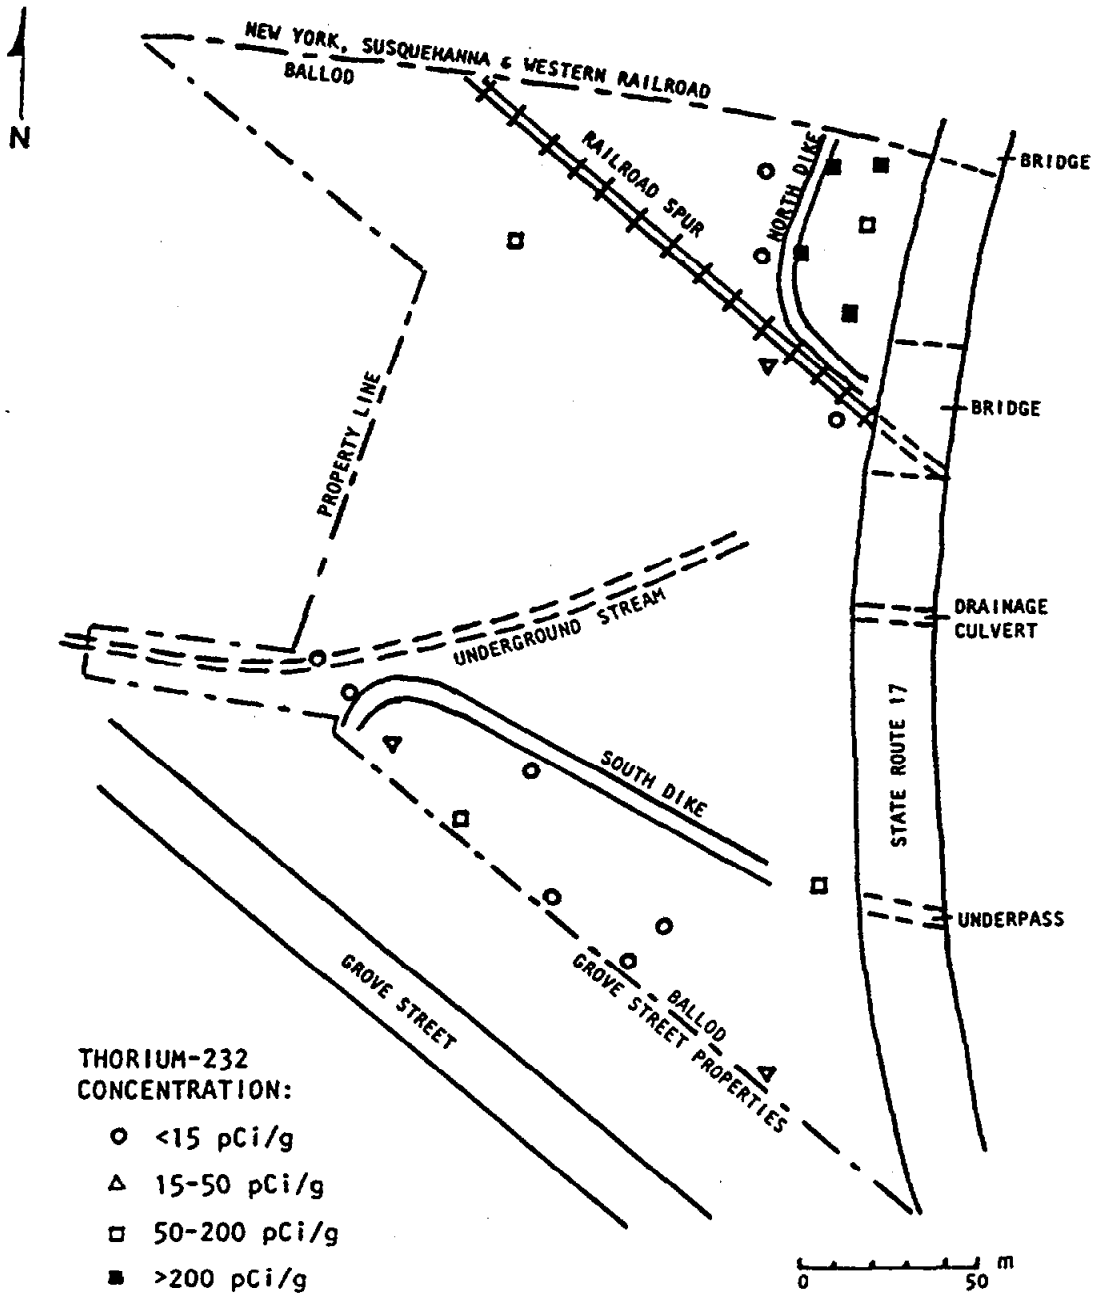 NEW YORK, SUSQUEHANNA & WESTERN RAILROAD
BALLOD
N
RAILROAD SPUR
NORTH DIKE
BRIDGE
PROPERTY LINE
BRIDGE
UNDERGROUND STREAM
DRAINAGE
CULVERT
STATE ROUTE 17
SOUTH DIKE
UNDERPASS
GROVE STREET
BALLOD
GROVE STREET PROPERTIES
THORIUM-232
CONCENTRATION:
<15 pCi/g
15-50 pCi/g
50-200 pCi/g
>200 pCi/g
m
0 50